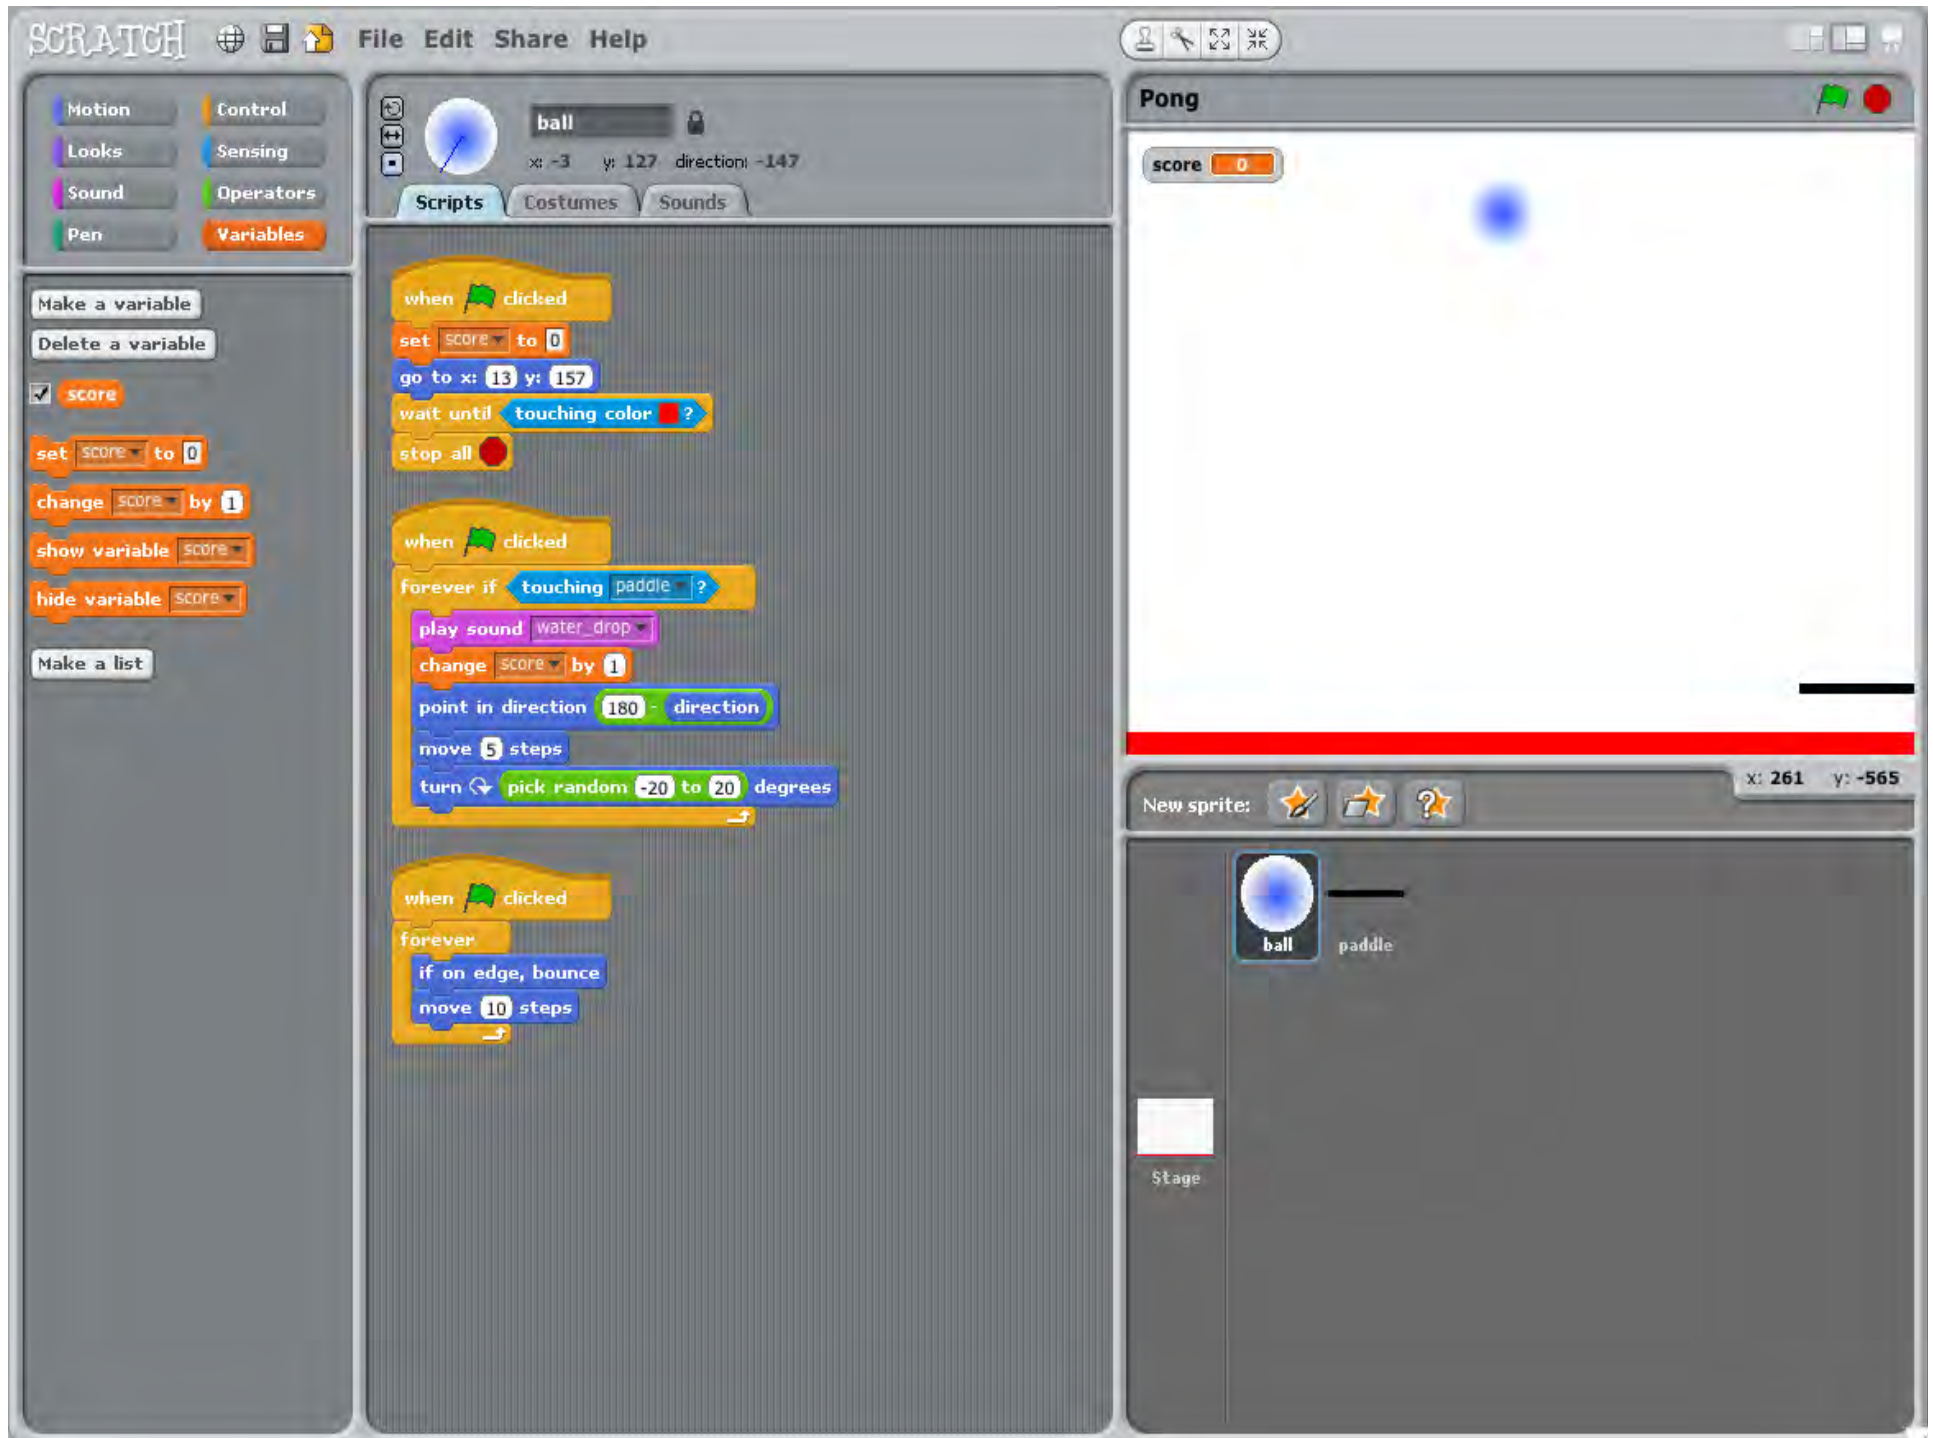 SCRATCH File Edit Share Help
Motion Control
Looks Sensing
Sound Operators
Pen Variables
Make a variable
Delete a variable
score
set score to 0
change score by 1
show variable score
hide variable score
Make a list
ball
x: -3 y: 127 direction: -147
Scripts Costumes Sounds
when clicked
set score to 0
go to x: 13 y: 157
wait until touching color ?
stop all
when clicked
forever if touching paddle ?
play sound water_drop
change score by 1
point in direction 180 - direction
move 5 steps
turn pick random -20 to 20 degrees
when clicked
forever
if on edge, bounce
move 10 steps
Pong
score 0
x: 261 y: -565
New sprite:
ball paddle
Stage